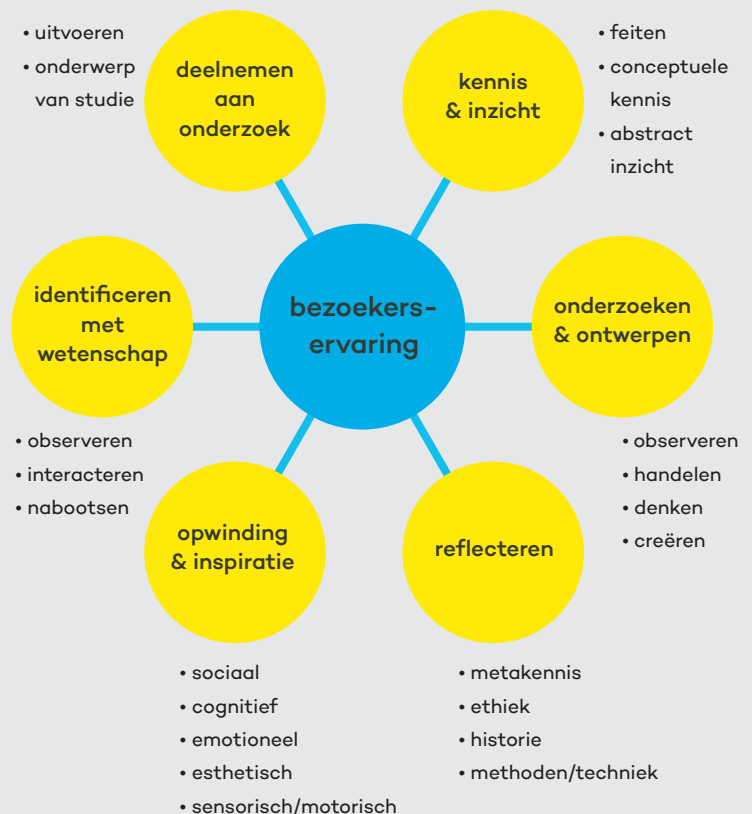 • uitvoeren
• onderwerp
van studie
deelnemen
aan
onderzoek
kennis
& inzicht
• feiten
• conceptuele
kennis
• abstract
inzicht
identificeren
met
wetenschap
• observeren
• interacteren
• nabootsen
bezoekers-
ervaring
onderzoeken
& ontwerpen
• observeren
• handelen
• denken
• creëren
opwinding
& inspiratie
• sociaal
• cognitief
• emotioneel
• esthetisch
• sensorisch/motorisch
reflecteren
• metakennis
• ethiek
• historie
• methoden/techniek